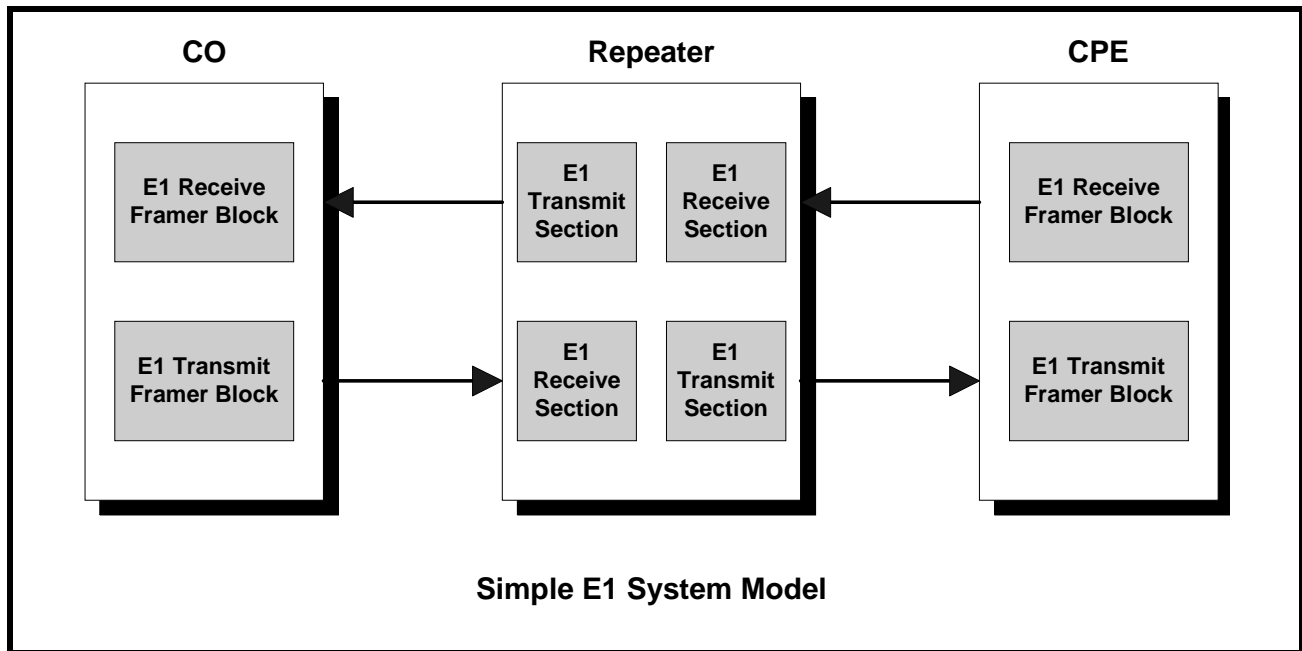 CO
Repeater
CPE
E1 Receive
Framer Block
E1
Transmit
Section
E1
Receive
Section
E1 Receive
Framer Block
E1 Transmit
Framer Block
E1
Receive
Section
E1
Transmit
Section
E1 Transmit
Framer Block
Simple E1 System Model